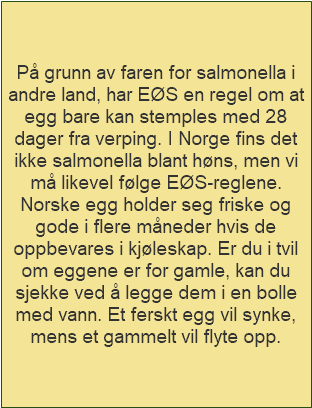 På grunn av faren for salmonella i
andre land, har EØS en regel om at
egg bare kan stemples med 28
dager fra verping. I Norge fins det
ikke salmonella blant høns, men vi
må likevel følge EØS-reglene.
Norske egg holder seg friske og
gode i flere måneder hvis de
oppbevares i kjøleskap. Er du i tvil
om eggene er for gamle, kan du
sjekke ved å legge dem i en bolle
med vann. Et ferskt egg vil synke,
mens et gammelt vil flyte opp.